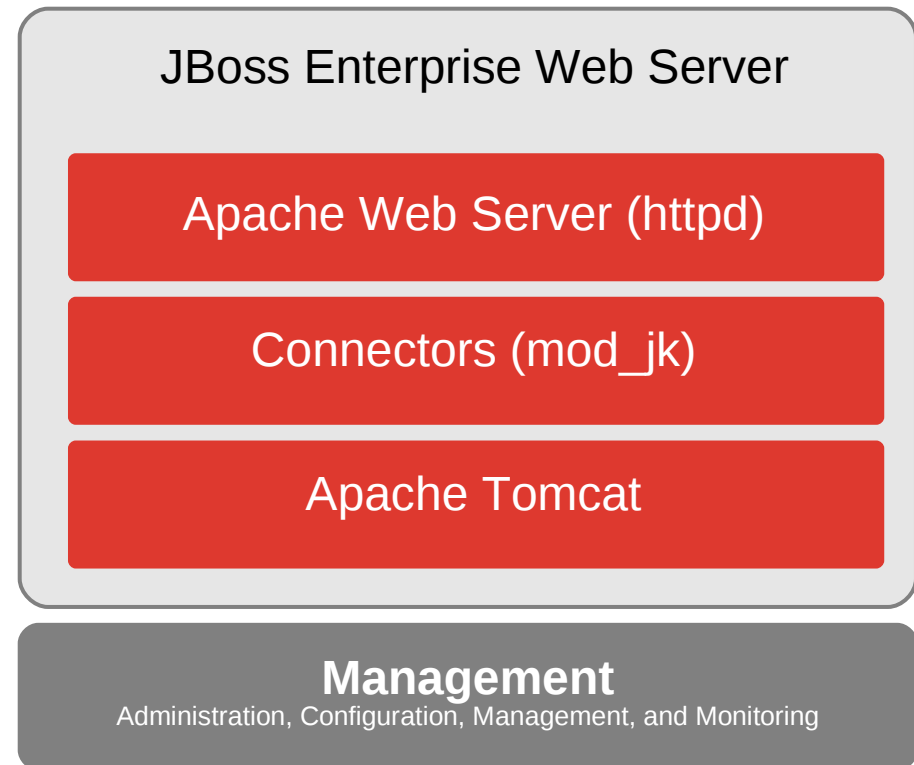 JBoss Enterprise Web Server
Apache Web Server (httpd)
Connectors (mod_jk)
Apache Tomcat
Management
Administration, Configuration, Management, and Monitoring